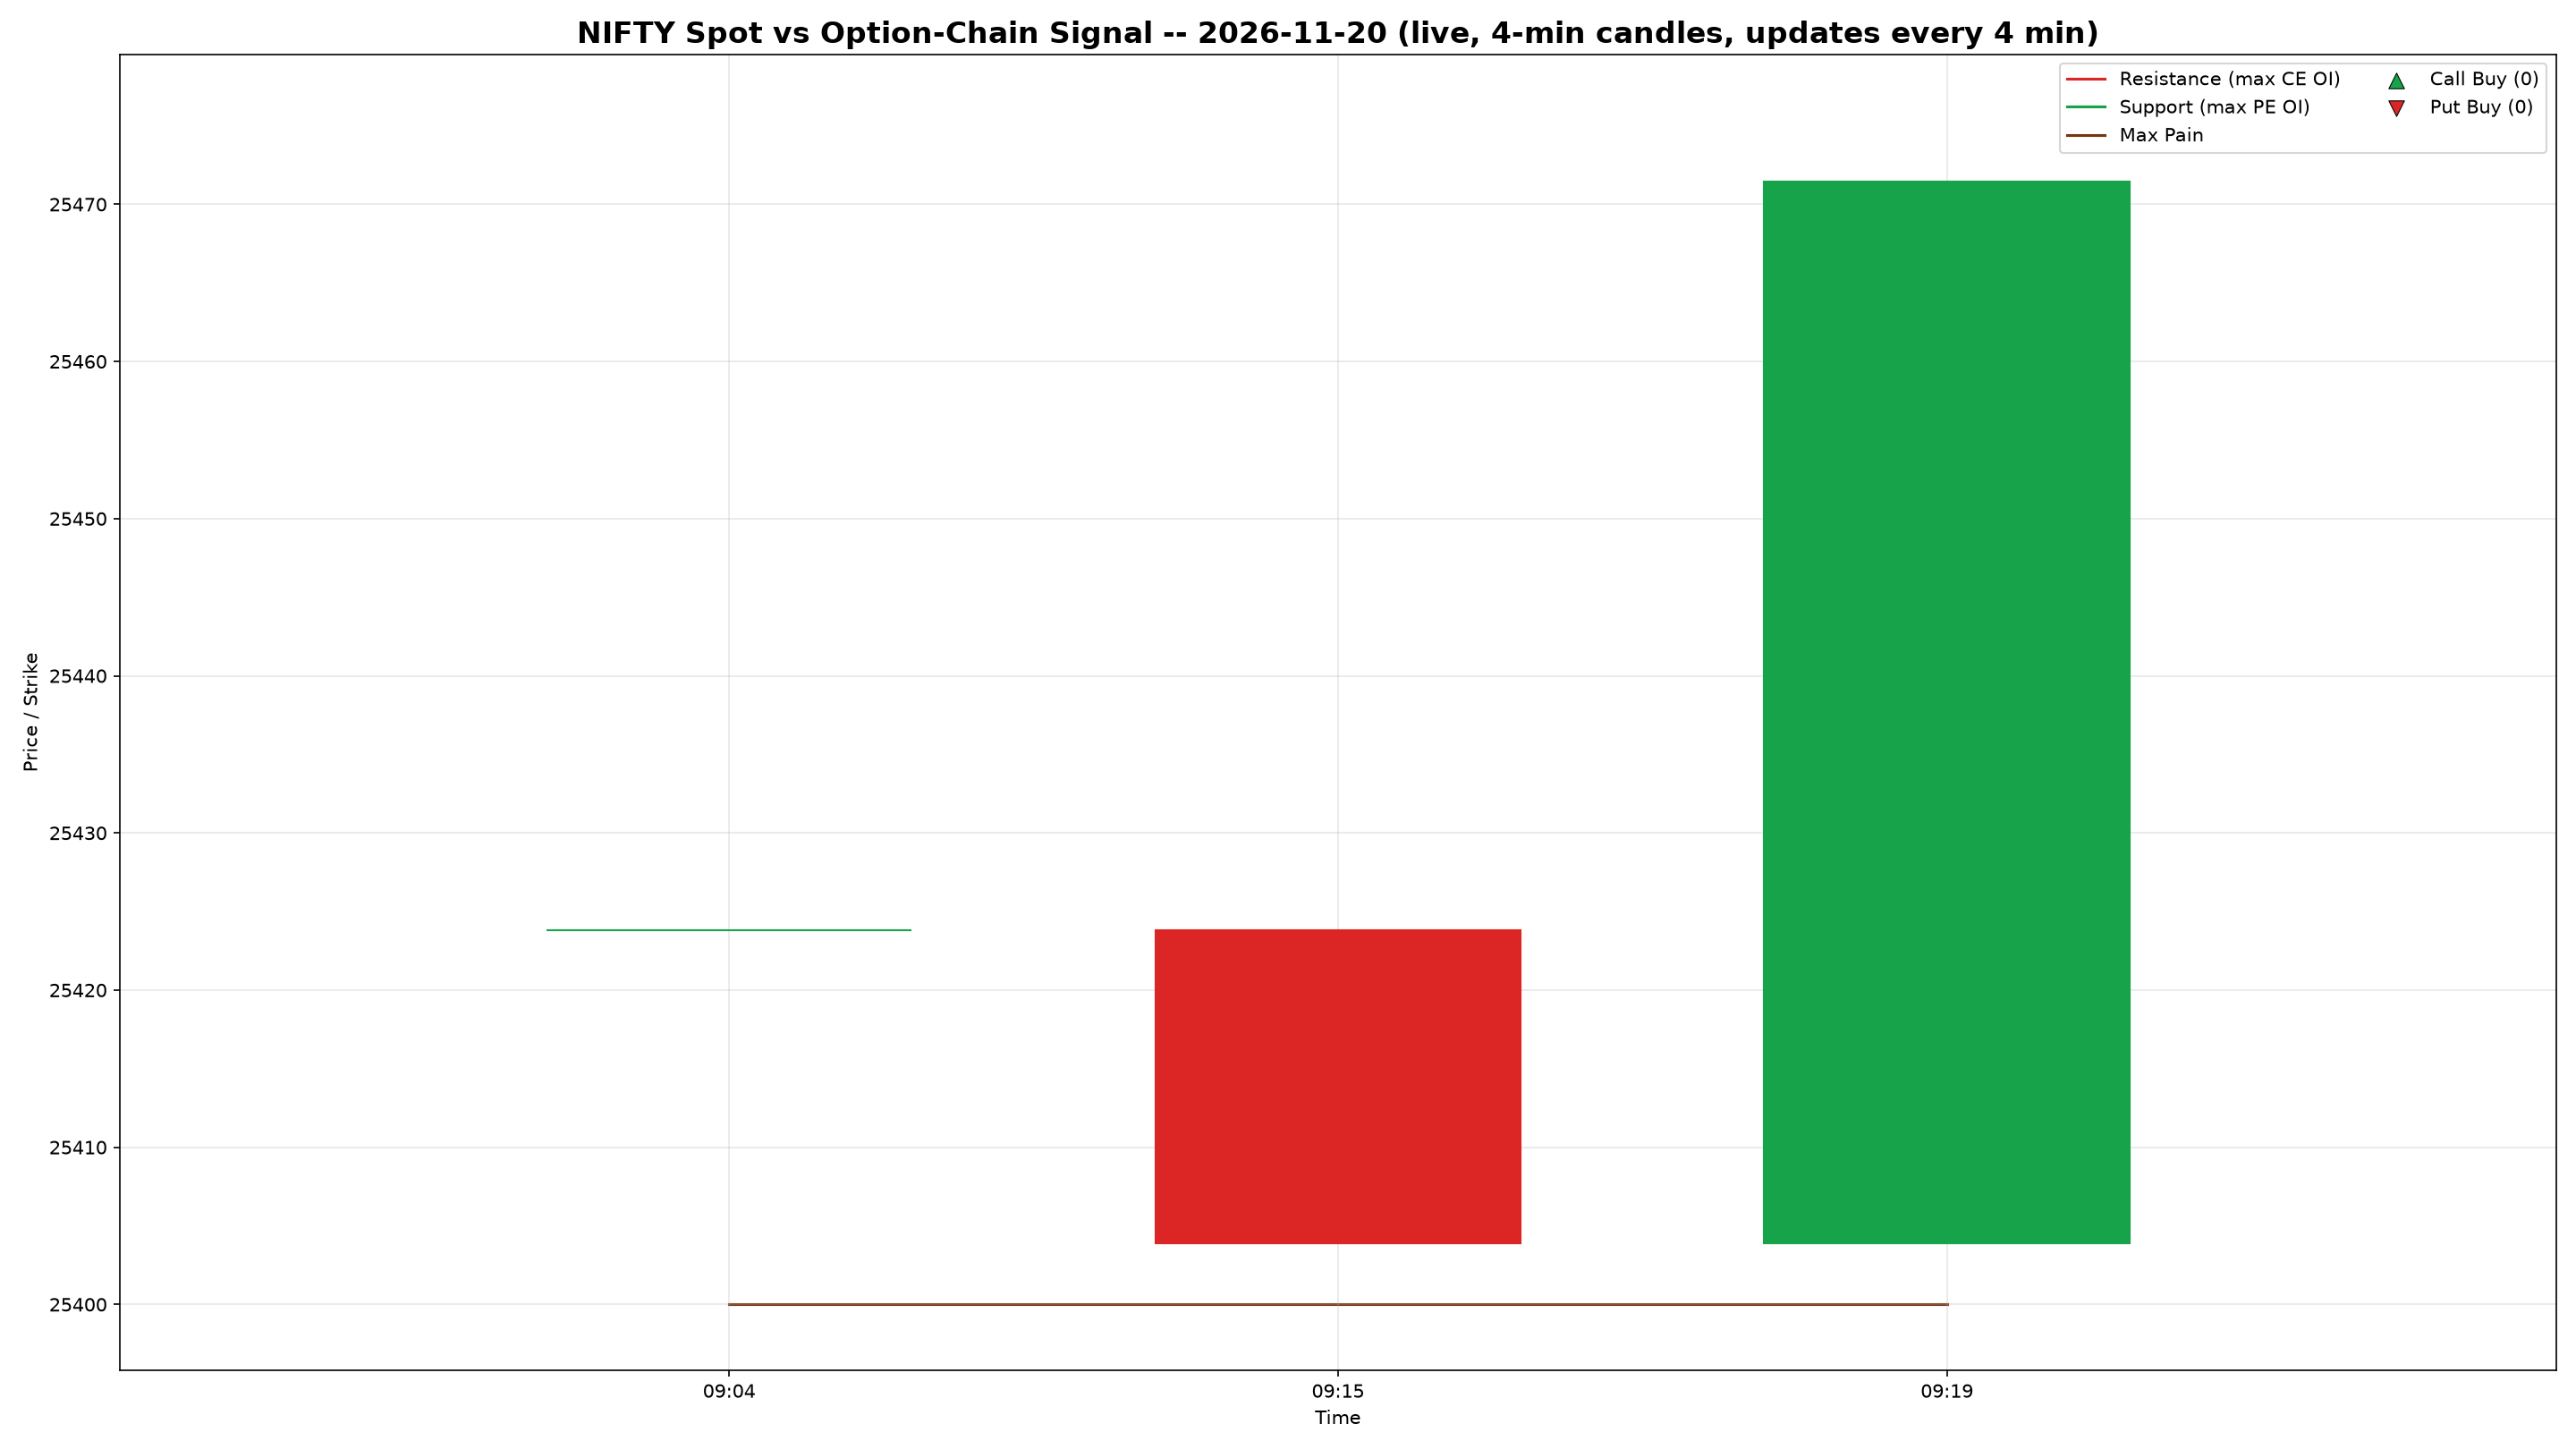 NIFTY Spot vs Option-Chain Signal -- 2026-11-20 (live, 4-min candles, updates every 4 min)
Resistance (max CE OI)
Support (max PE OI)
Max Pain
Call Buy (0)
Put Buy (0)
Price / Strike
25470
25460
25450
25440
25430
25420
25410
25400
09:04
09:15
09:19
Time